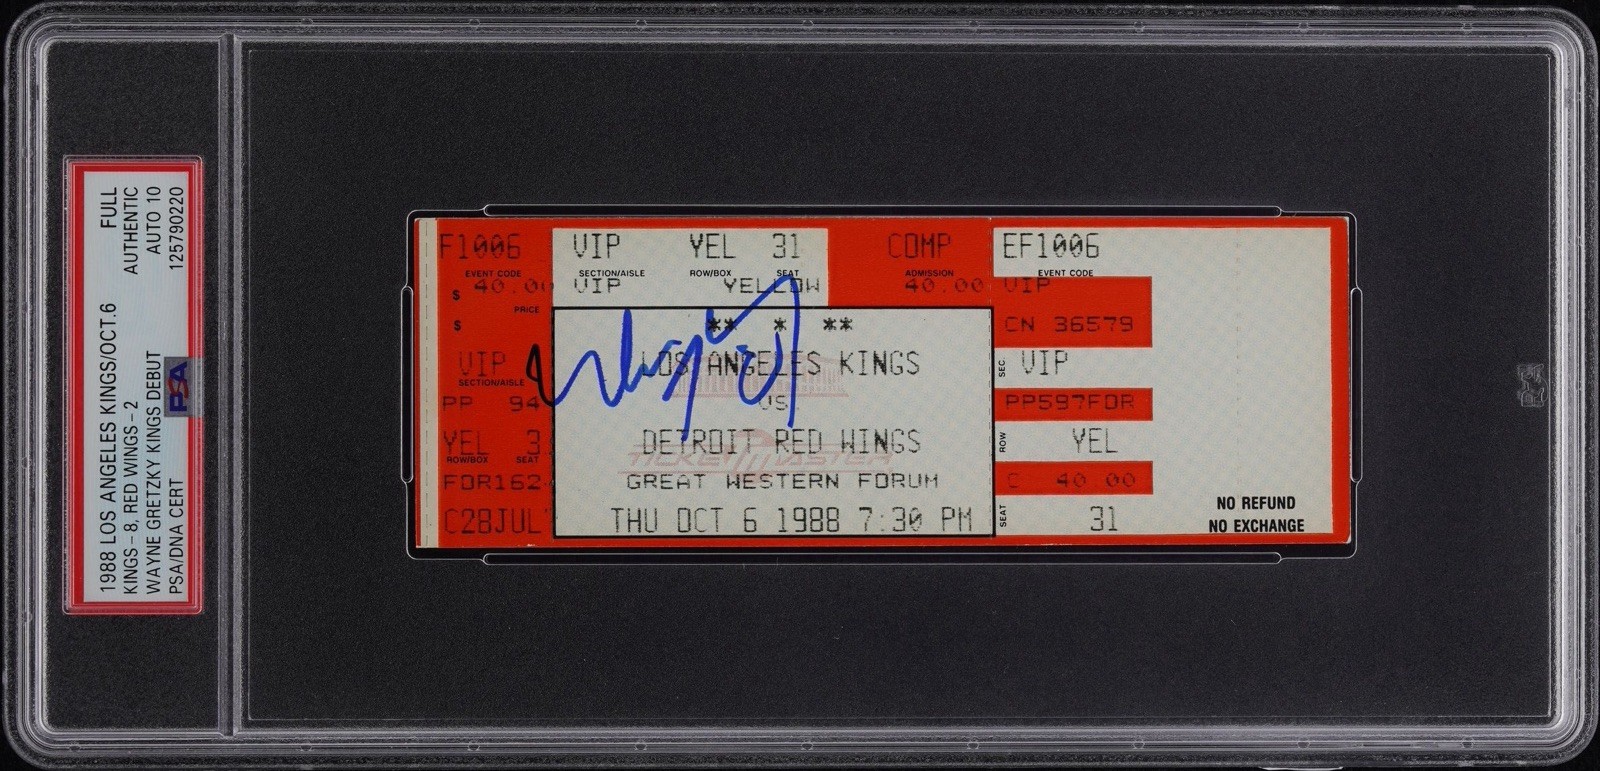 1988 LOS ANGELES KINGS/OCT.6 FULL
KINGS - 8, RED WINGS - 2 AUTHENTIC
WAYNE GRETZKY KINGS DEBUT AUTO 10
PSA/DNA CERT 125790220
PSA
F1006 VIP YEL 31 COMP EF1006
EVENT CODE SECTION/AISLE ROW/BOX SEAT ADMISSION EVENT CODE
$ 40.00 VIP YELLOW 40.00 VIP
PRICE
$ ** * ** CN 36579
VIP LOS ANGELES KINGS SEC. VIP
SECTION/AISLE
PP 94 VS. PP597FOR
YEL 3 DETROIT RED WINGS ROW YEL
ROW/BOX SEAT
TICKETMASTER
FOR162 GREAT WESTERN FORUM C 40 00
C28JUL THU OCT 6 1988 7:30 PM SEAT 31
NO REFUND
NO EXCHANGE